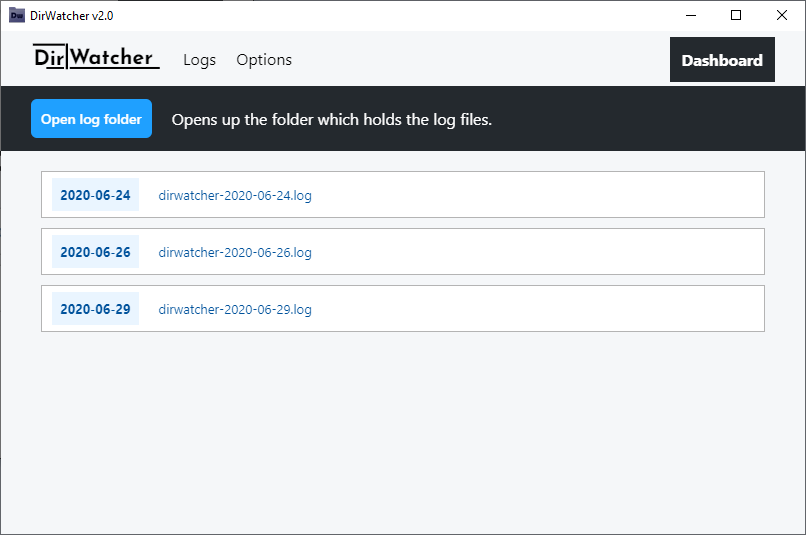 DirWatcher v2.0
Dir Watcher Logs Options Dashboard
Open log folder Opens up the folder which holds the log files.
2020-06-24 dirwatcher-2020-06-24.log
2020-06-26 dirwatcher-2020-06-26.log
2020-06-29 dirwatcher-2020-06-29.log